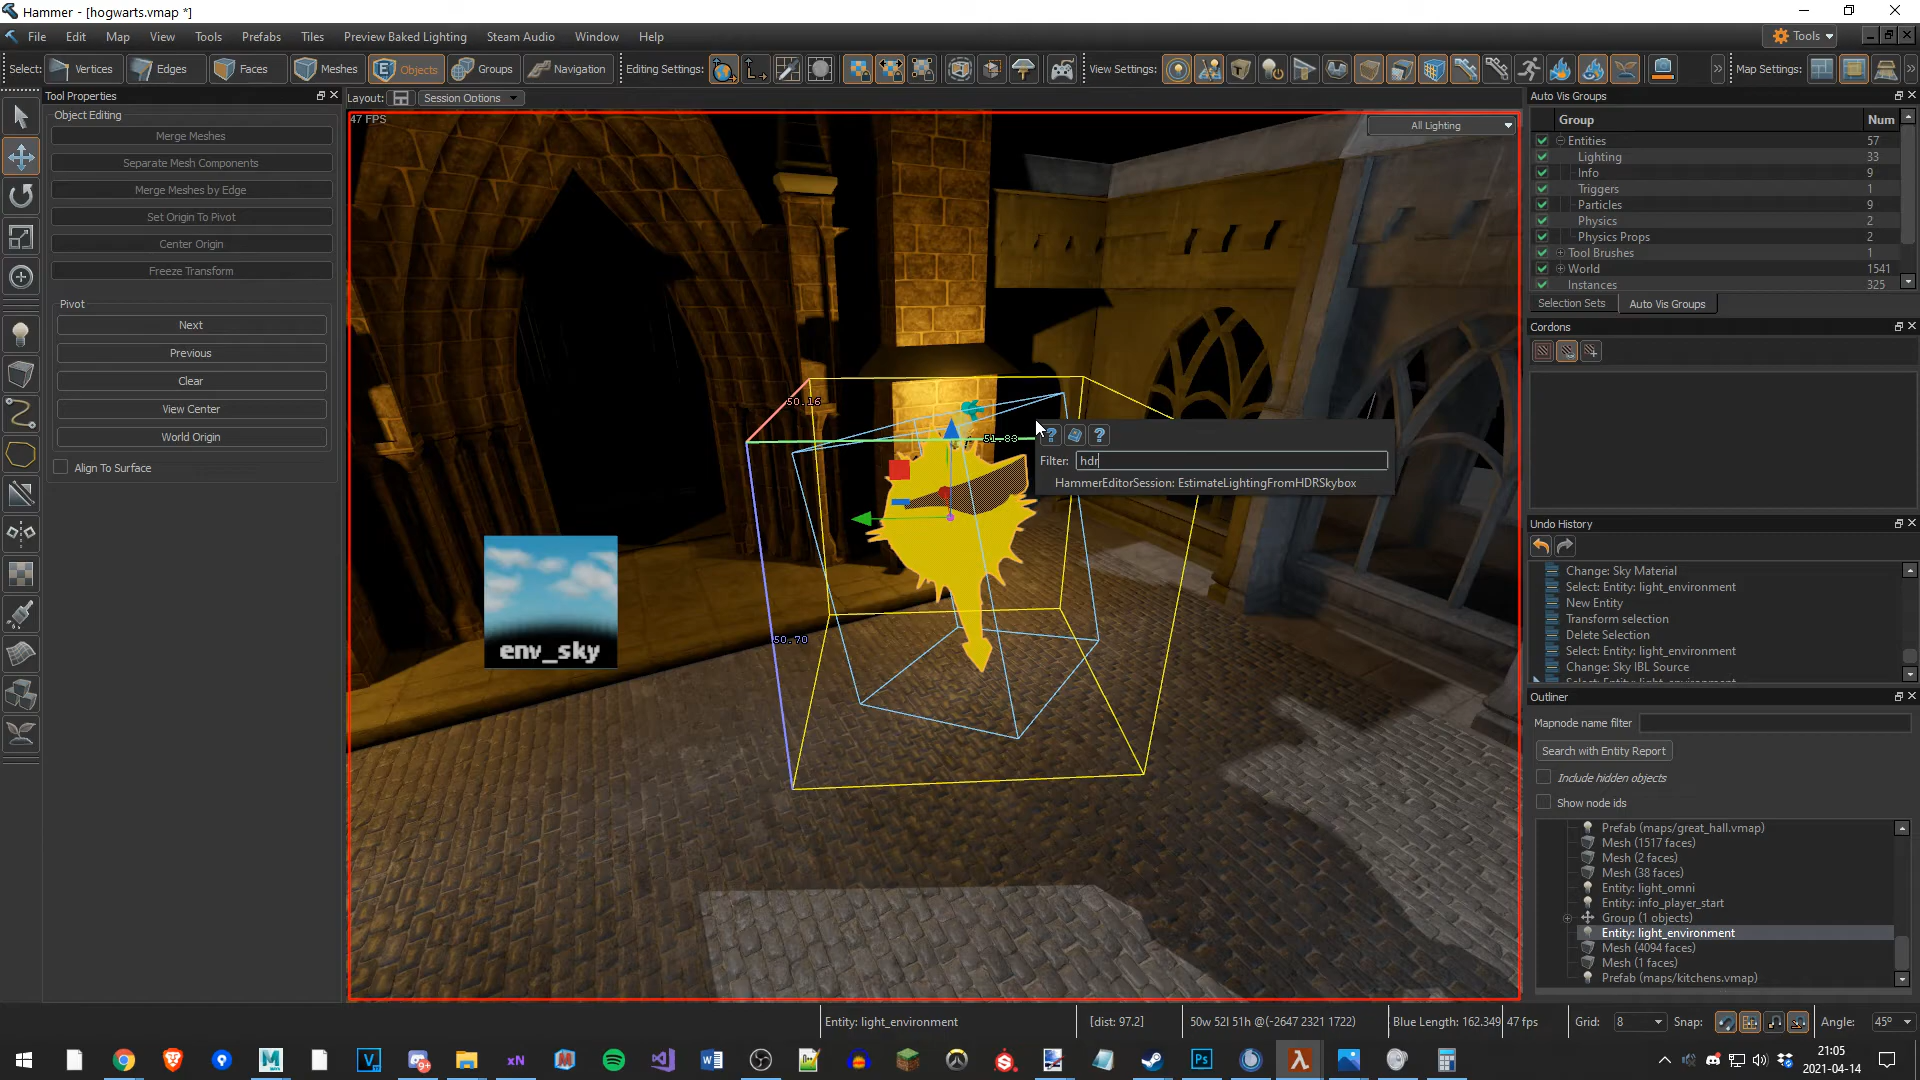 Hammer - [hogwarts.vmap *]
File Edit Map View Tools Prefabs Tiles Preview Baked Lighting Steam Audio Window Help
Tools
Select: Vertices Edges Faces Meshes Objects Groups Navigation Editing Settings: View Settings: Map Settings:
Tool Properties
Object Editing
Merge Meshes
Separate Mesh Components
Merge Meshes by Edge
Set Origin To Pivot
Center Origin
Freeze Transform
Pivot
Next
Previous
Clear
View Center
World Origin
Align To Surface
Layout: Session Options
47 FPS
All Lighting
50.16
51.83
50.70
Filter: hdr
HammerEditorSession: EstimateLightingFromHDRSkybox
env_sky
Auto Vis Groups
Group Num
Entities 57
Lighting 33
Info 9
Triggers 1
Particles 9
Physics 2
Physics Props 2
Tool Brushes 1
World 1541
Instances 325
Selection Sets Auto Vis Groups
Cordons
Undo History
Change: Sky Material
Select: Entity: light_environment
New Entity
Transform selection
Delete Selection
Select: Entity: light_environment
Change: Sky IBL Source
Outliner
Mapnode name filter
Search with Entity Report
Include hidden objects
Show node ids
Prefab (maps/great_hall.vmap)
Mesh (1517 faces)
Mesh (2 faces)
Mesh (38 faces)
Entity: light_omni
Entity: info_player_start
Group (1 objects)
Entity: light_environment
Mesh (4094 faces)
Mesh (1 faces)
Prefab (maps/kitchens.vmap)
Entity: light_environment [dist: 97.2] 50w 52l 51h @(-2647 2321 1722) Blue Length: 162.349 47 fps Grid: 8 Snap: Angle: 45º
21:05
2021-04-14